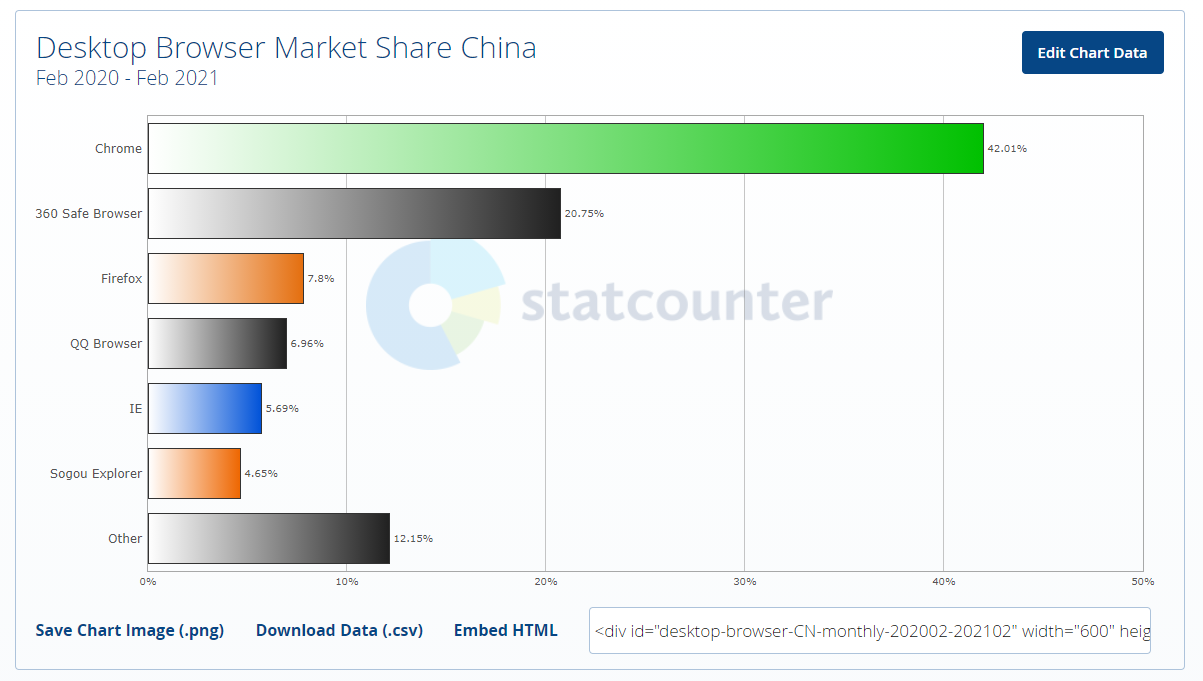 Desktop Browser Market Share China
Edit Chart Data
Feb 2020 - Feb 2021
Chrome
42.01%
360 Safe Browser
20.75%
Firefox
7.8%
statcounter
QQ Browser
6.96%
IE
5.69%
Sogou Explorer
4.65%
Other
12.15%
0% 10% 20% 30% 40% 50%
Save Chart Image (.png) Download Data (.csv) Embed HTML
<div id="desktop-browser-CN-monthly-202002-202102" width="600" heig